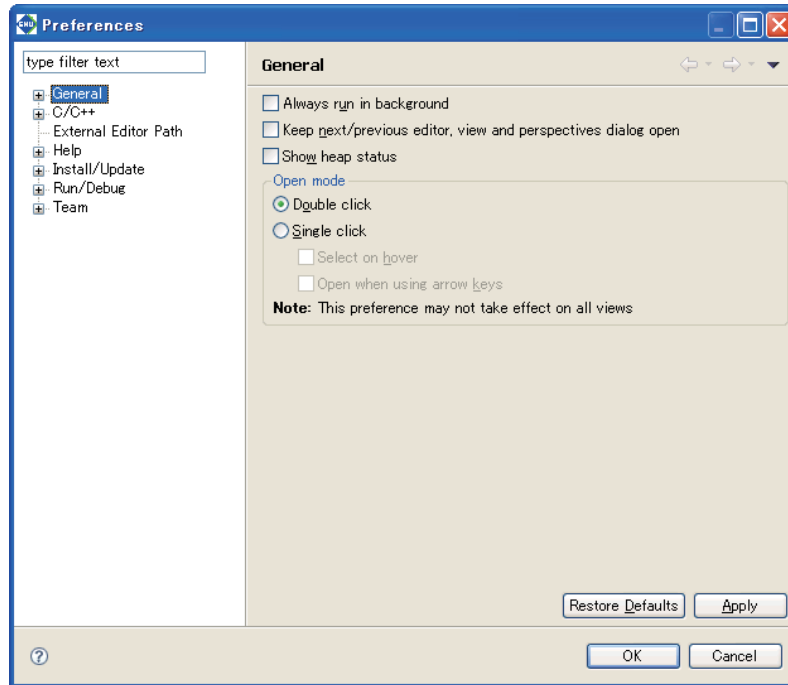 GNU Preferences
type filter text
General
C/C++
External Editor Path
Help
Install/Update
Run/Debug
Team
General
Always run in background
Keep next/previous editor, view and perspectives dialog open
Show heap status
Open mode
Double click
Single click
Select on hover
Open when using arrow keys
Note: This preference may not take effect on all views
Restore Defaults
Apply
?
OK
Cancel